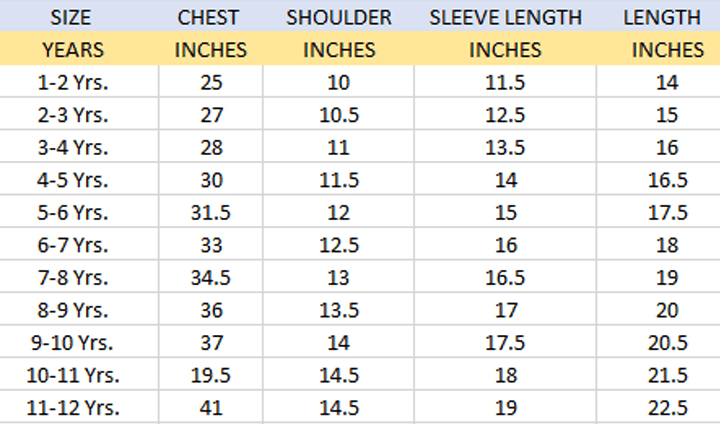 SIZE CHEST SHOULDER SLEEVE LENGTH LENGTH
YEARS INCHES INCHES INCHES INCHES
1-2 Yrs. 25 10 11.5 14
2-3 Yrs. 27 10.5 12.5 15
3-4 Yrs. 28 11 13.5 16
4-5 Yrs. 30 11.5 14 16.5
5-6 Yrs. 31.5 12 15 17.5
6-7 Yrs. 33 12.5 16 18
7-8 Yrs. 34.5 13 16.5 19
8-9 Yrs. 36 13.5 17 20
9-10 Yrs. 37 14 17.5 20.5
10-11 Yrs. 19.5 14.5 18 21.5
11-12 Yrs. 41 14.5 19 22.5